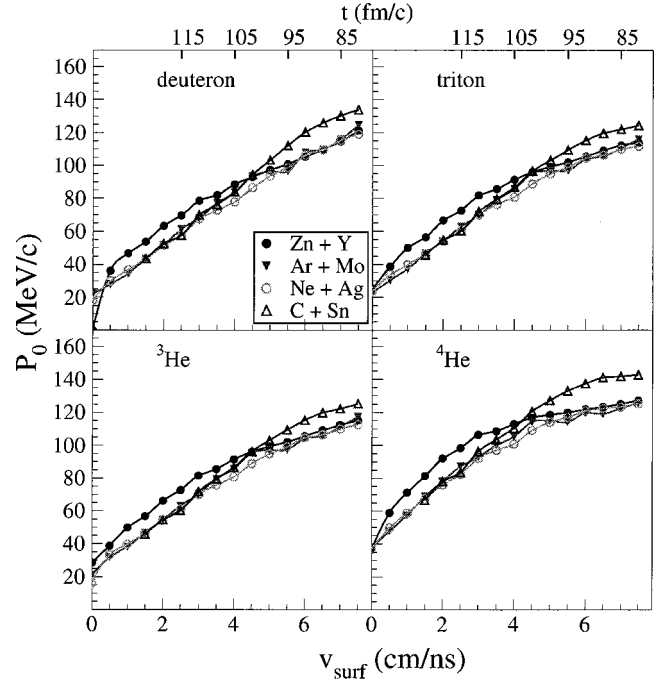 t (fm/c)
115 105 95 85 115 105 95 85
160
140
120
100
80
60
40
20
deuteron
triton
Zn + Y
Ar + Mo
Ne + Ag
C + Sn
P0 (MeV/c)
160
140
120
100
80
60
40
20
³He
⁴He
0 2 4 6 0 2 4 6 8
vsurf (cm/ns)